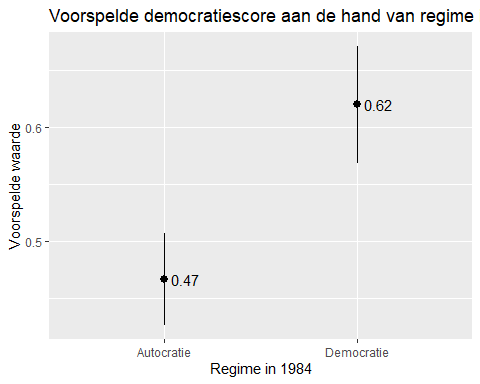 Voorspelde democratiescore aan de hand van regime
Voorspelde waarde
0.6
0.5
0.62
0.47
Autocratie
Democratie
Regime in 1984